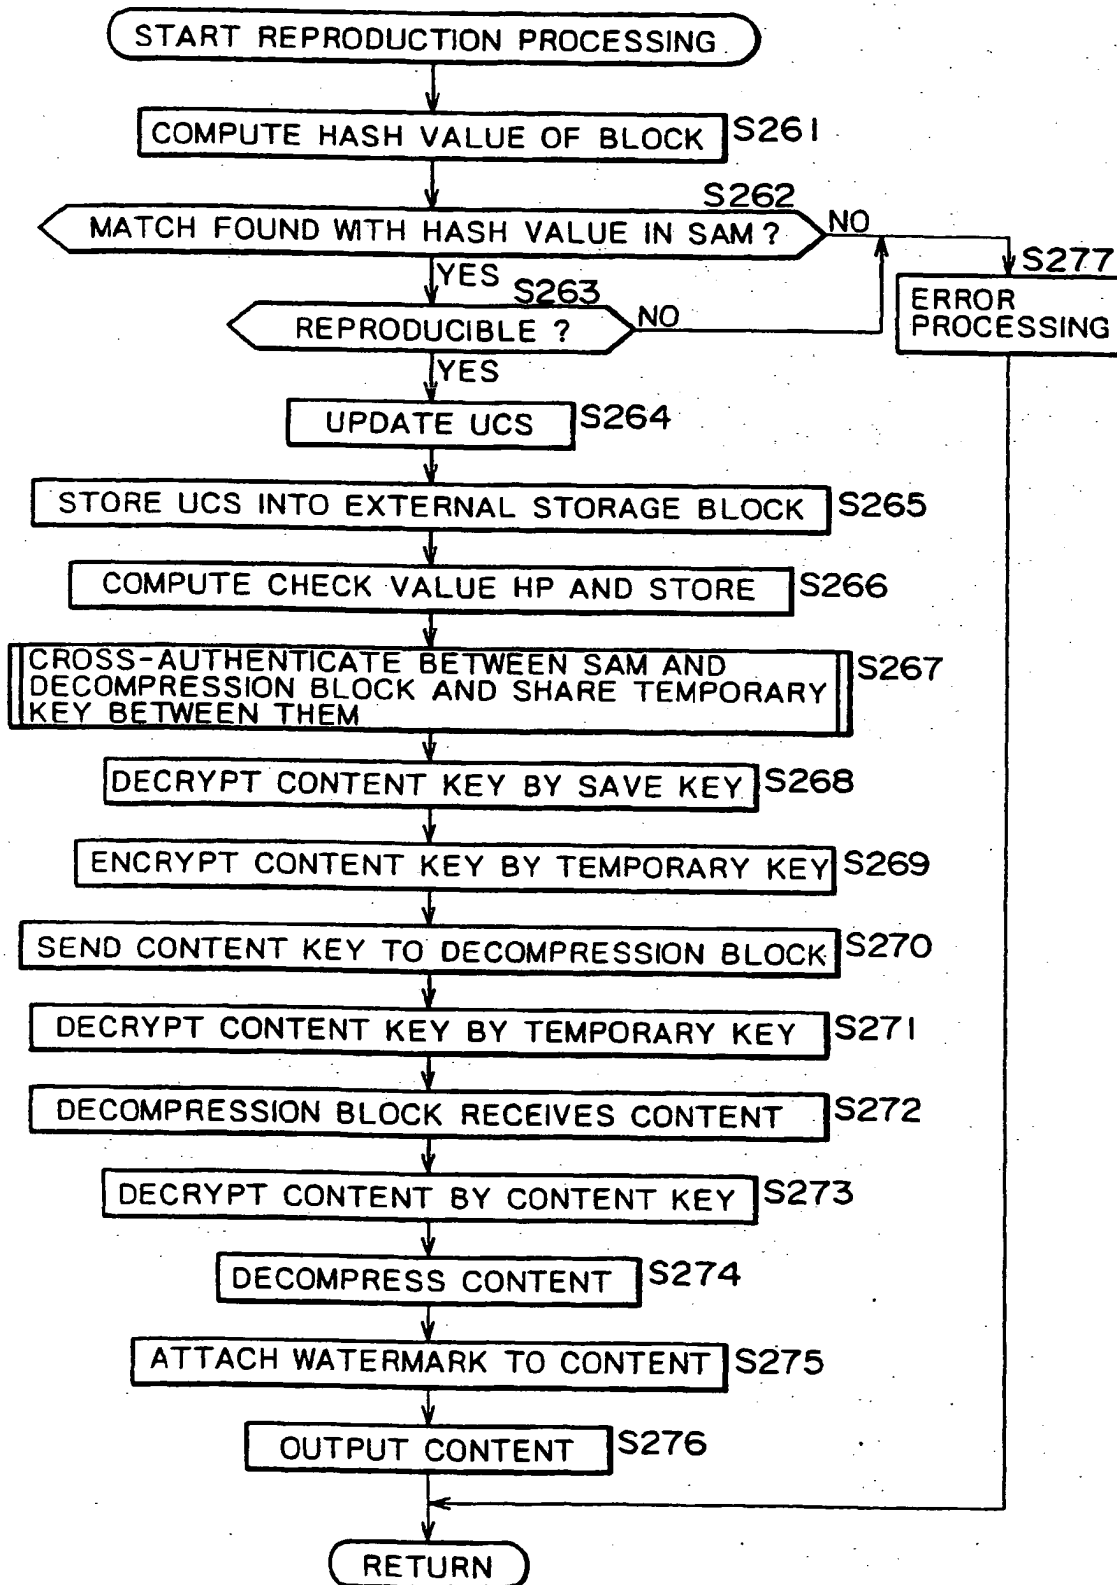 START REPRODUCTION PROCESSING
COMPUTE HASH VALUE OF BLOCK
S261
S262
MATCH FOUND WITH HASH VALUE IN SAM ?
NO
YES
S277
ERROR
PROCESSING
S263
REPRODUCIBLE ?
NO
YES
UPDATE UCS
S264
STORE UCS INTO EXTERNAL STORAGE BLOCK
S265
COMPUTE CHECK VALUE HP AND STORE
S266
CROSS-AUTHENTICATE BETWEEN SAM AND
DECOMPRESSION BLOCK AND SHARE TEMPORARY
KEY BETWEEN THEM
S267
DECRYPT CONTENT KEY BY SAVE KEY
S268
ENCRYPT CONTENT KEY BY TEMPORARY KEY
S269
SEND CONTENT KEY TO DECOMPRESSION BLOCK
S270
DECRYPT CONTENT KEY BY TEMPORARY KEY
S271
DECOMPRESSION BLOCK RECEIVES CONTENT
S272
DECRYPT CONTENT BY CONTENT KEY
S273
DECOMPRESS CONTENT
S274
ATTACH WATERMARK TO CONTENT
S275
OUTPUT CONTENT
S276
RETURN